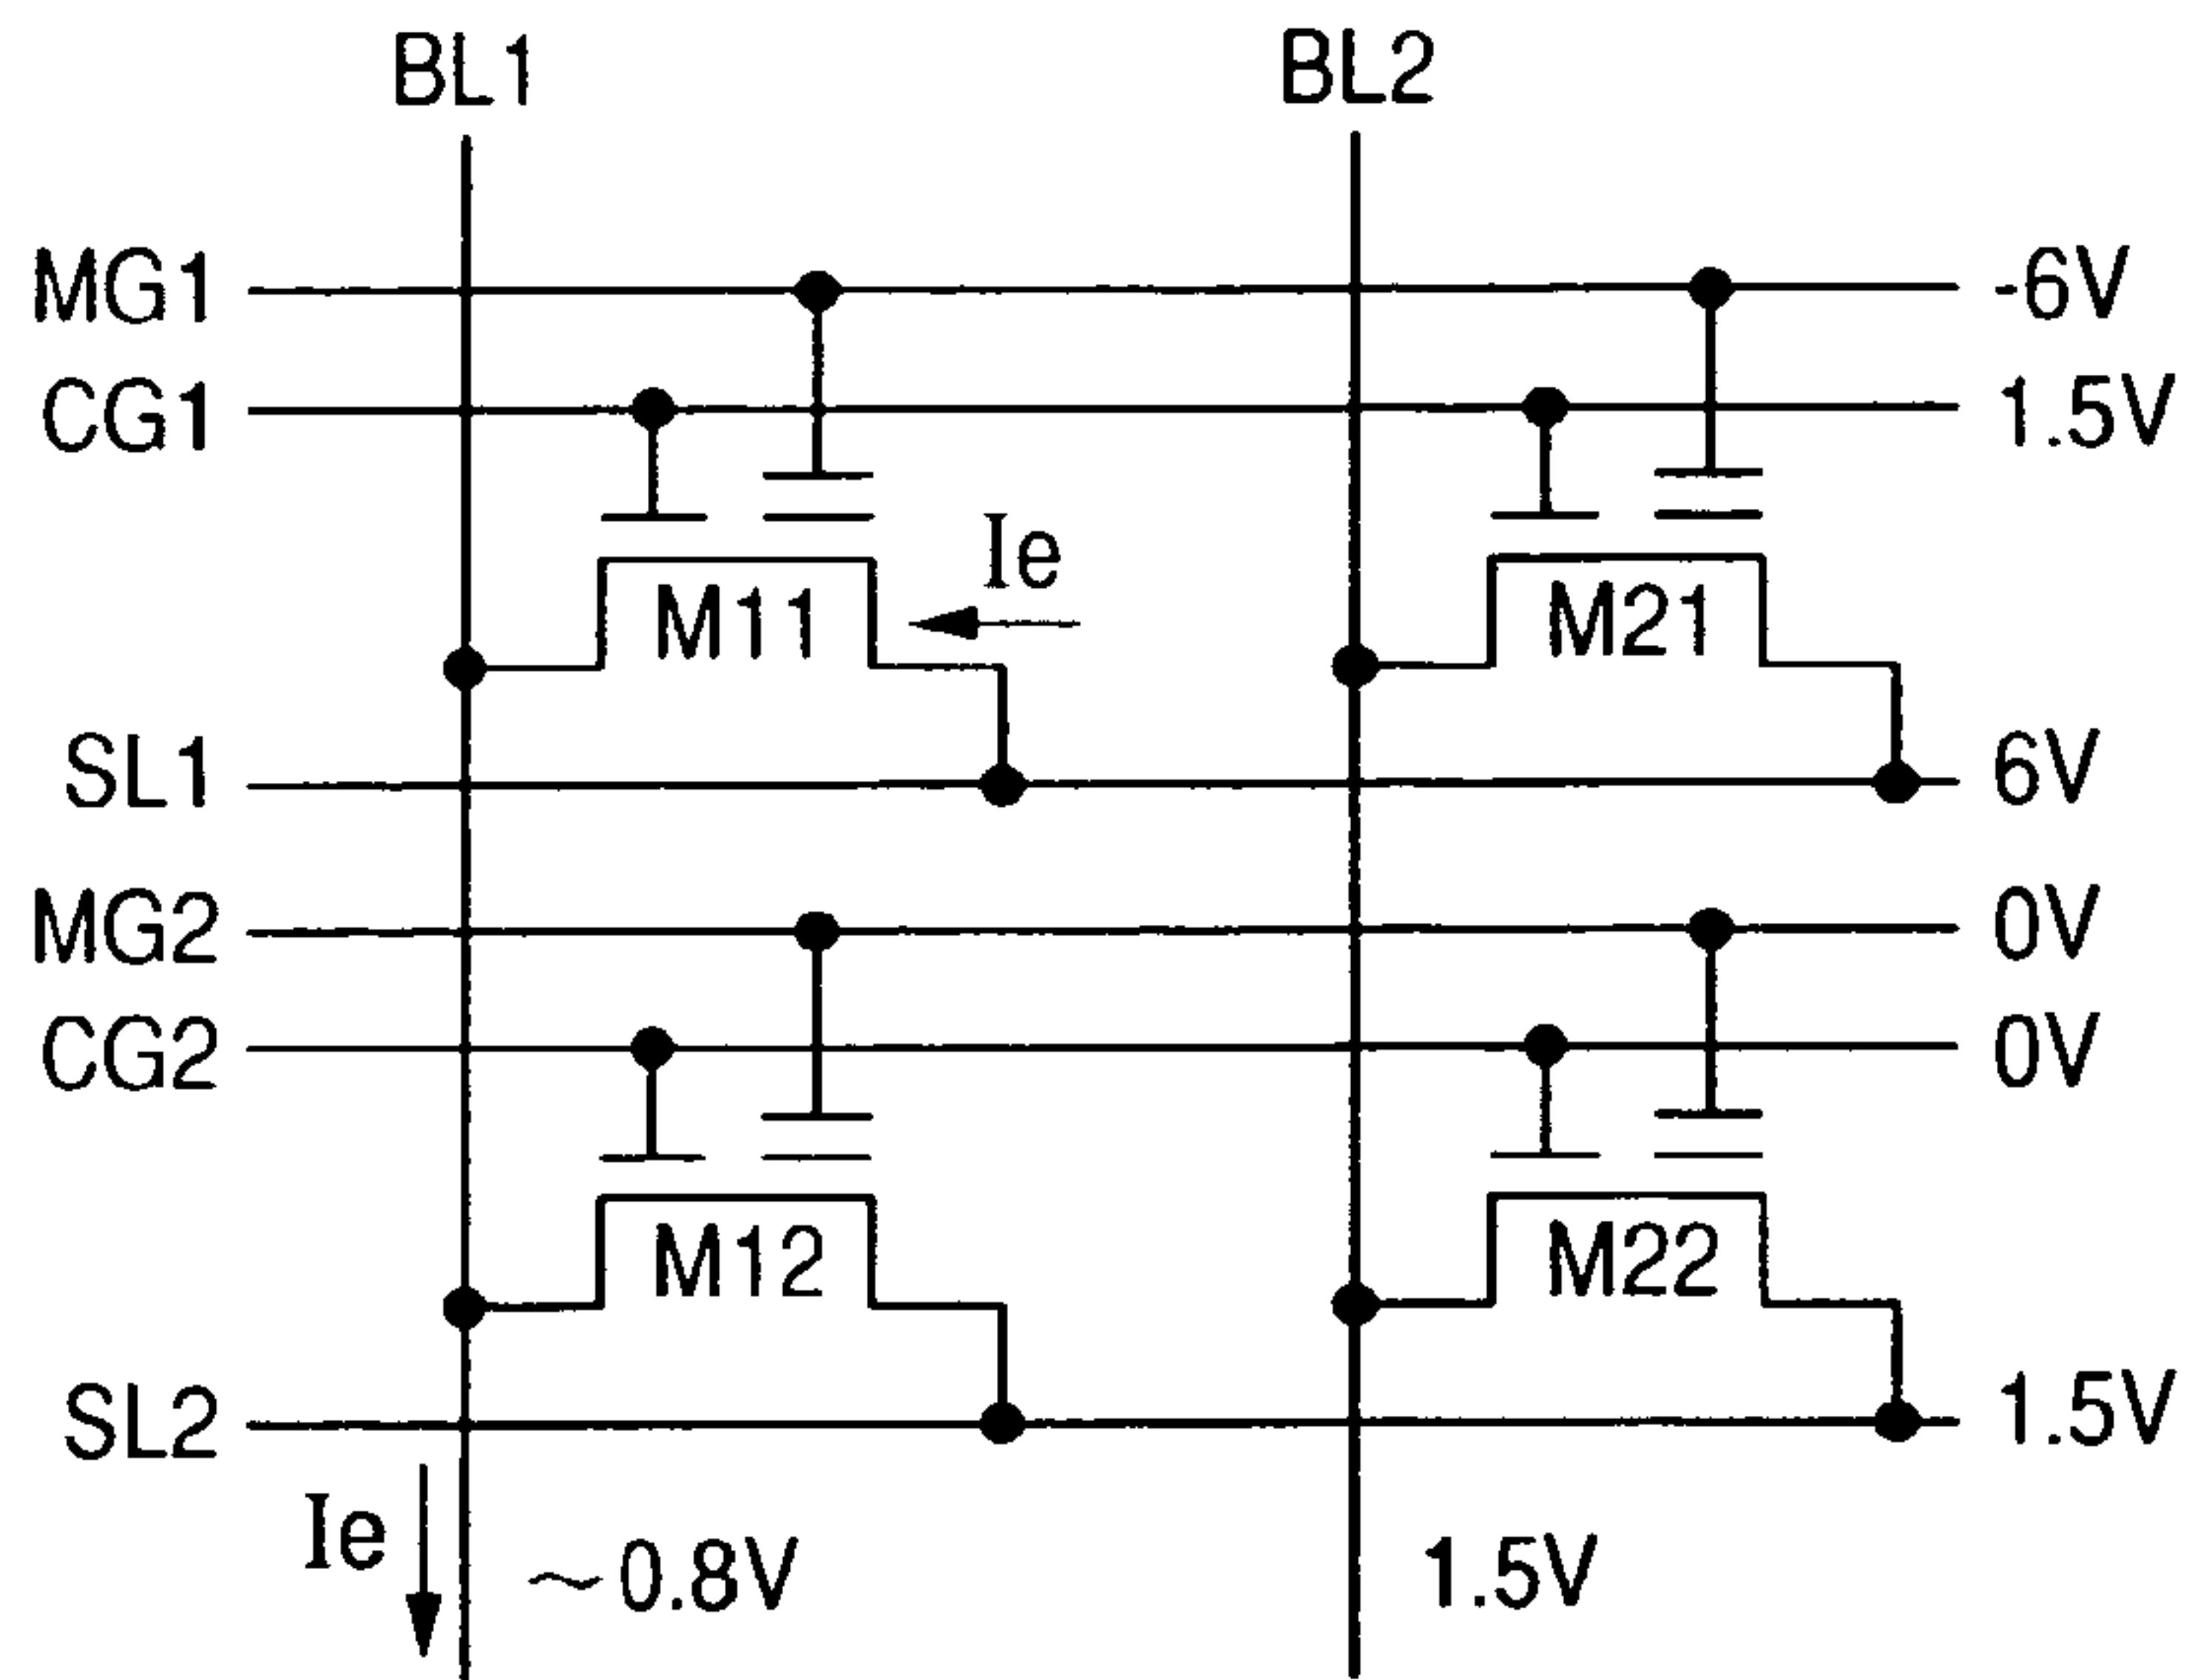 BL1 BL2
MG1 -6V
CG1 1.5V
Ie
M11 M21
SL1 6V
MG2 0V
CG2 0V
M12 M22
SL2 1.5V
Ie ~0.8V 1.5V